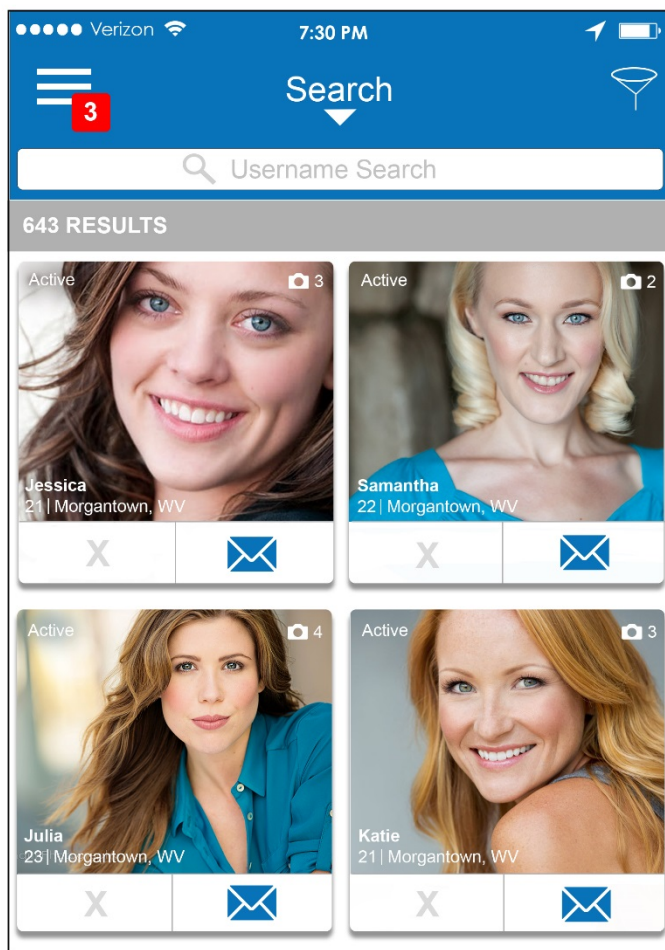 Verizon 7:30 PM
Search
3
Username Search
643 RESULTS
Active 3
Jessica
21 | Morgantown, WV
X
Active 2
Samantha
22 | Morgantown, WV
X
Active 4
Julia
23 | Morgantown, WV
X
Active 3
Katie
21 | Morgantown, WV
X